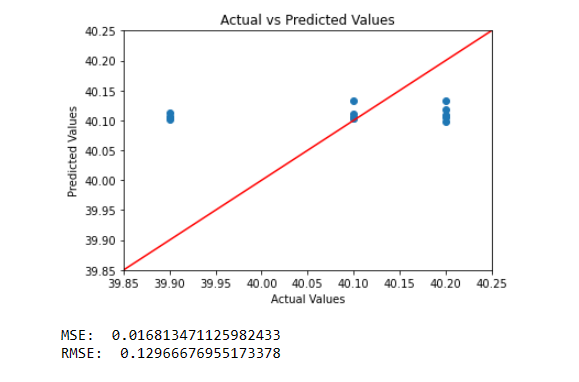 Actual vs Predicted Values
40.25
40.20
40.15
40.10
40.05
40.00
39.95
39.90
39.85
Predicted Values
39.85 39.90 39.95 40.00 40.05 40.10 40.15 40.20 40.25
Actual Values
MSE: 0.016813471125982433
RMSE: 0.12966676955173378